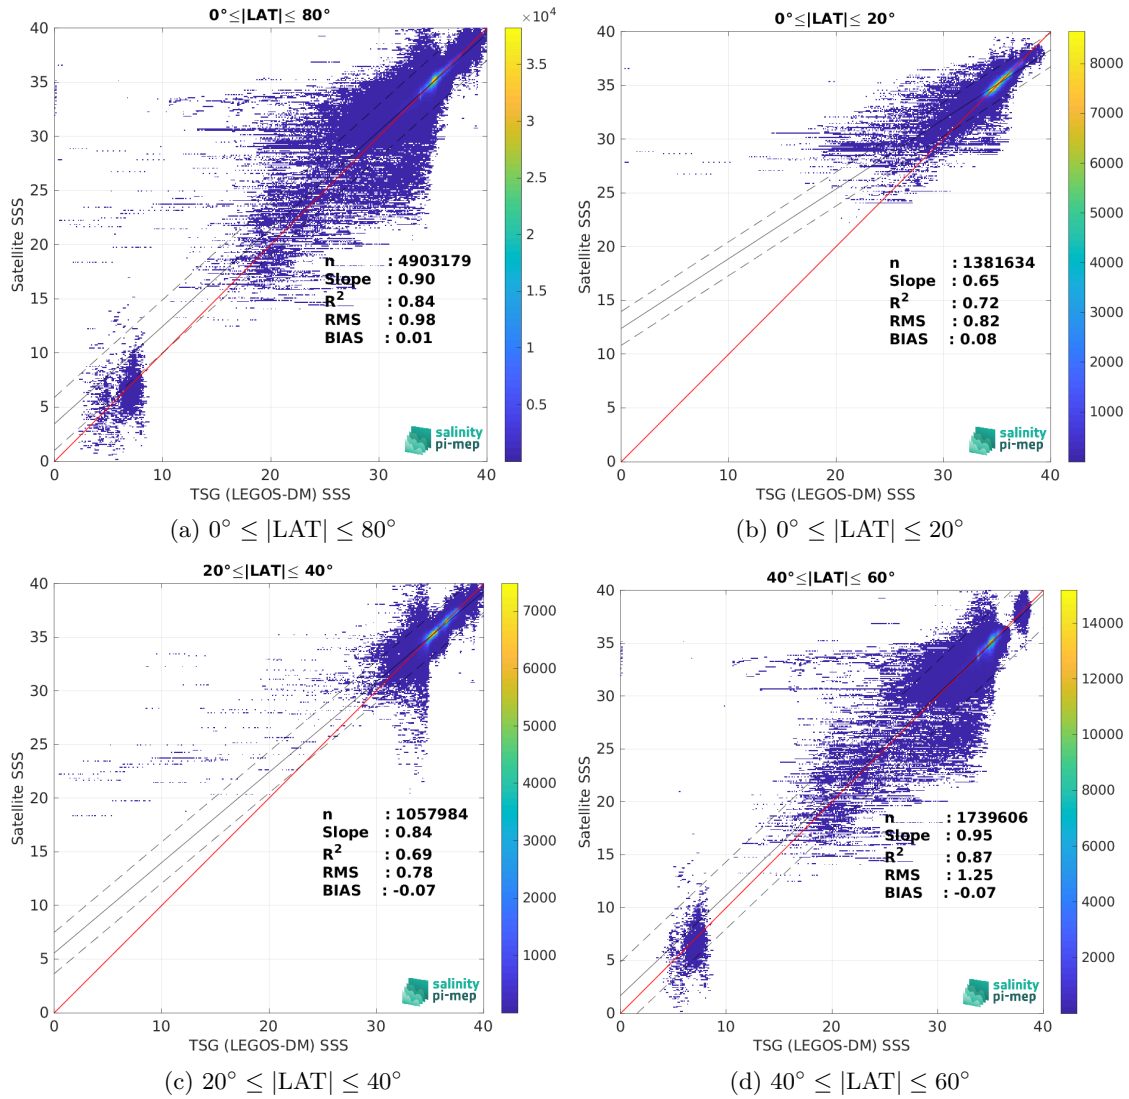 0°≤|LAT|≤ 80°
×10⁴
Satellite SSS
40
35
30
25
20
15
10
5
0
0
10
20
30
40
3.5
3
2.5
2
1.5
1
0.5
n : 4903179
Slope : 0.90
R² : 0.84
RMS : 0.98
BIAS : 0.01
salinity
pi-mep
TSG (LEGOS-DM) SSS
(a) 0° ≤ |LAT| ≤ 80°
0°≤|LAT|≤ 20°
Satellite SSS
40
35
30
25
20
15
10
5
0
0
10
20
30
40
8000
7000
6000
5000
4000
3000
2000
1000
n : 1381634
Slope : 0.65
R² : 0.72
RMS : 0.82
BIAS : 0.08
salinity
pi-mep
TSG (LEGOS-DM) SSS
(b) 0° ≤ |LAT| ≤ 20°
20°≤|LAT|≤ 40°
Satellite SSS
40
35
30
25
20
15
10
5
0
0
10
20
30
40
7000
6000
5000
4000
3000
2000
1000
n : 1057984
Slope : 0.84
R² : 0.69
RMS : 0.78
BIAS : -0.07
salinity
pi-mep
TSG (LEGOS-DM) SSS
(c) 20° ≤ |LAT| ≤ 40°
40°≤|LAT|≤ 60°
Satellite SSS
40
35
30
25
20
15
10
5
0
0
10
20
30
40
14000
12000
10000
8000
6000
4000
2000
n : 1739606
Slope : 0.95
R² : 0.87
RMS : 1.25
BIAS : -0.07
salinity
pi-mep
TSG (LEGOS-DM) SSS
(d) 40° ≤ |LAT| ≤ 60°